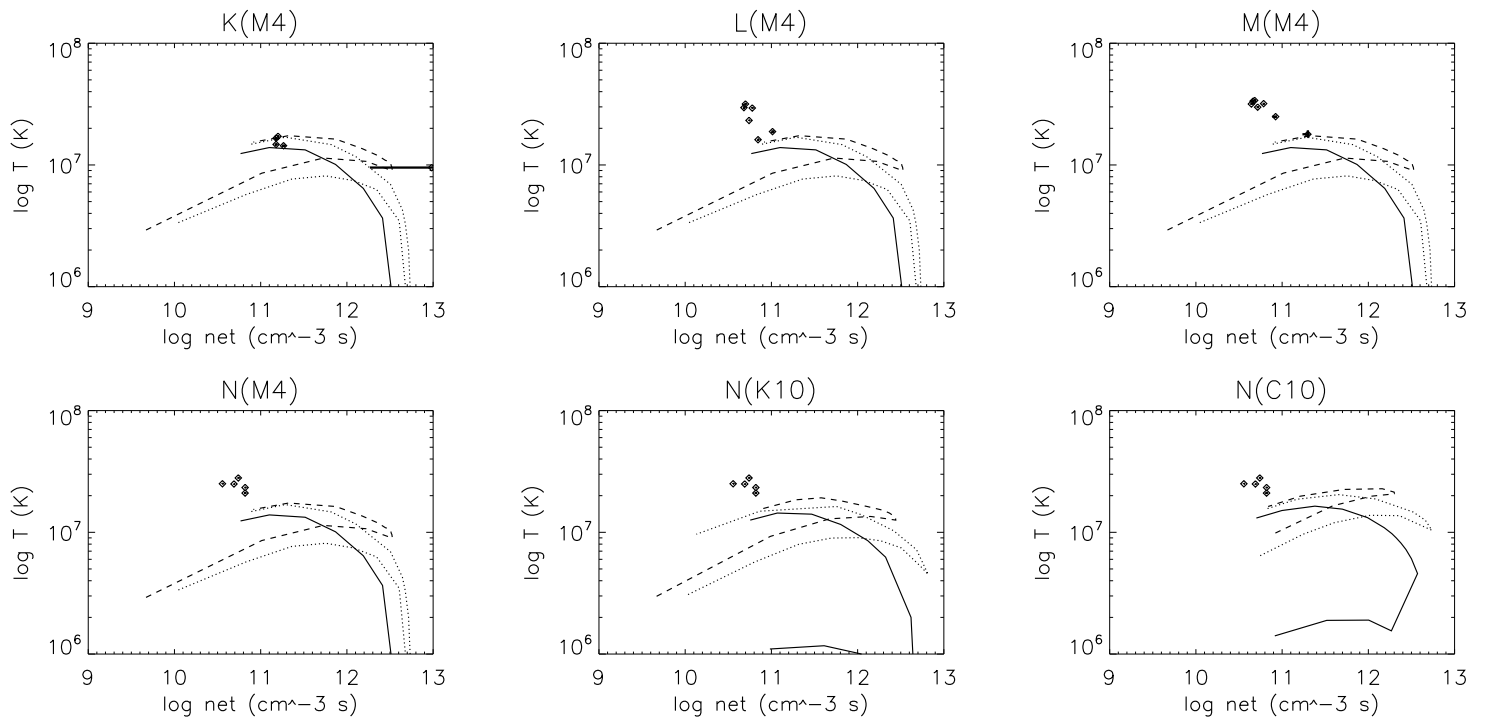 K(M4)
10^8
10^7
10^6
log T (K)
9 10 11 12 13
log net (cm^-3 s)
L(M4)
10^8
10^7
10^6
log T (K)
9 10 11 12 13
log net (cm^-3 s)
M(M4)
10^8
10^7
10^6
log T (K)
9 10 11 12 13
log net (cm^-3 s)
N(M4)
10^8
10^7
10^6
log T (K)
9 10 11 12 13
log net (cm^-3 s)
N(K10)
10^8
10^7
10^6
log T (K)
9 10 11 12 13
log net (cm^-3 s)
N(C10)
10^8
10^7
10^6
log T (K)
9 10 11 12 13
log net (cm^-3 s)